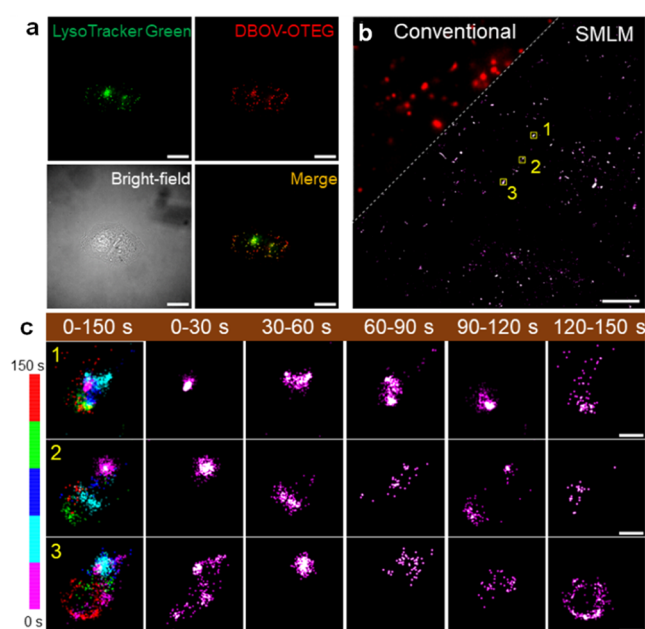 a
LysoTracker Green
DBOV-OTEG
Bright-field
Merge
b
Conventional
SMLM
1
2
3
c
0-150 s
0-30 s
30-60 s
60-90 s
90-120 s
120-150 s
150 s
0 s
1
2
3